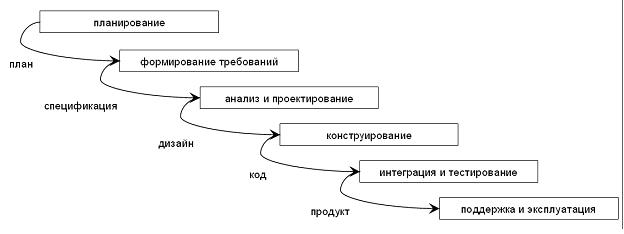 планирование
план
формирование требований
спецификация
анализ и проектирование
дизайн
конструирование
код
интеграция и тестирование
продукт
поддержка и эксплуатация